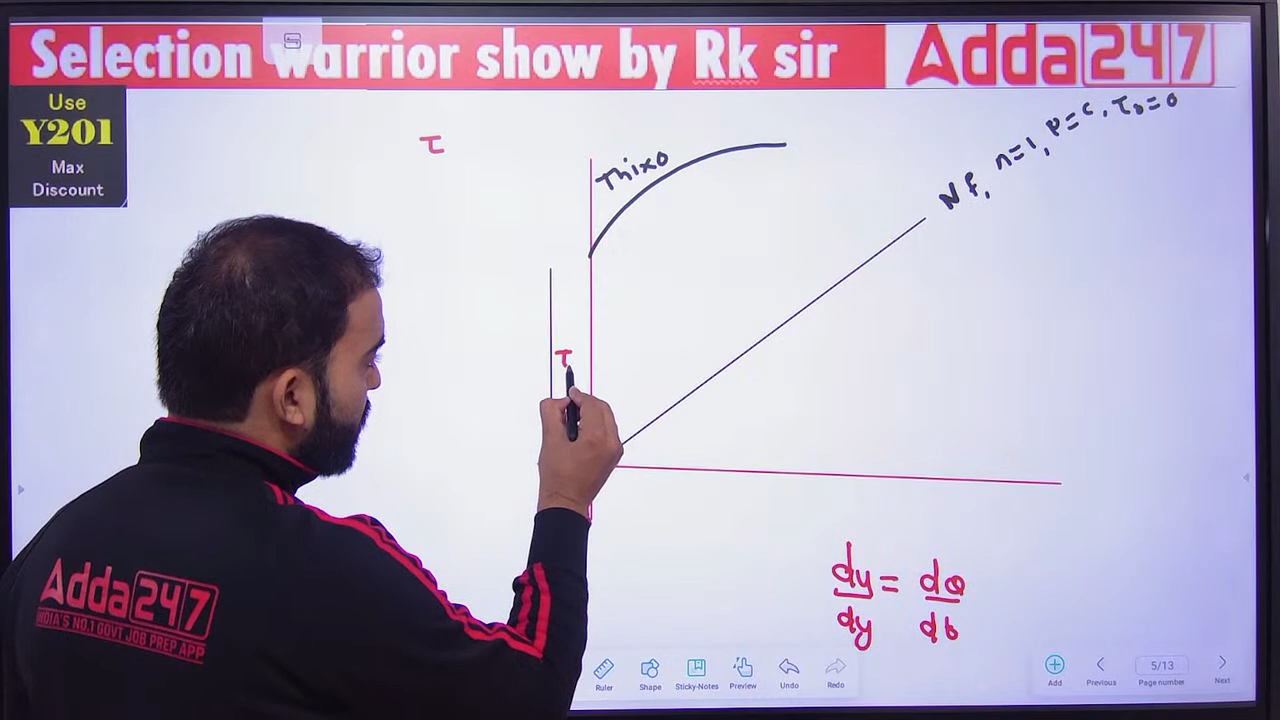 Selection warrior show by Rk sir
Adda247
Use
Y201
Max
Discount
τ
Thixo
N f, n=1, μ=c, τ₀=0
τ
dy/dy = dθ/dt
Adda247
INDIA'S NO.1 GOVT JOB PREP APP
Ruler
Shape
Sticky-Notes
Preview
Undo
Redo
Add
Previous
5/13
Page number
Next